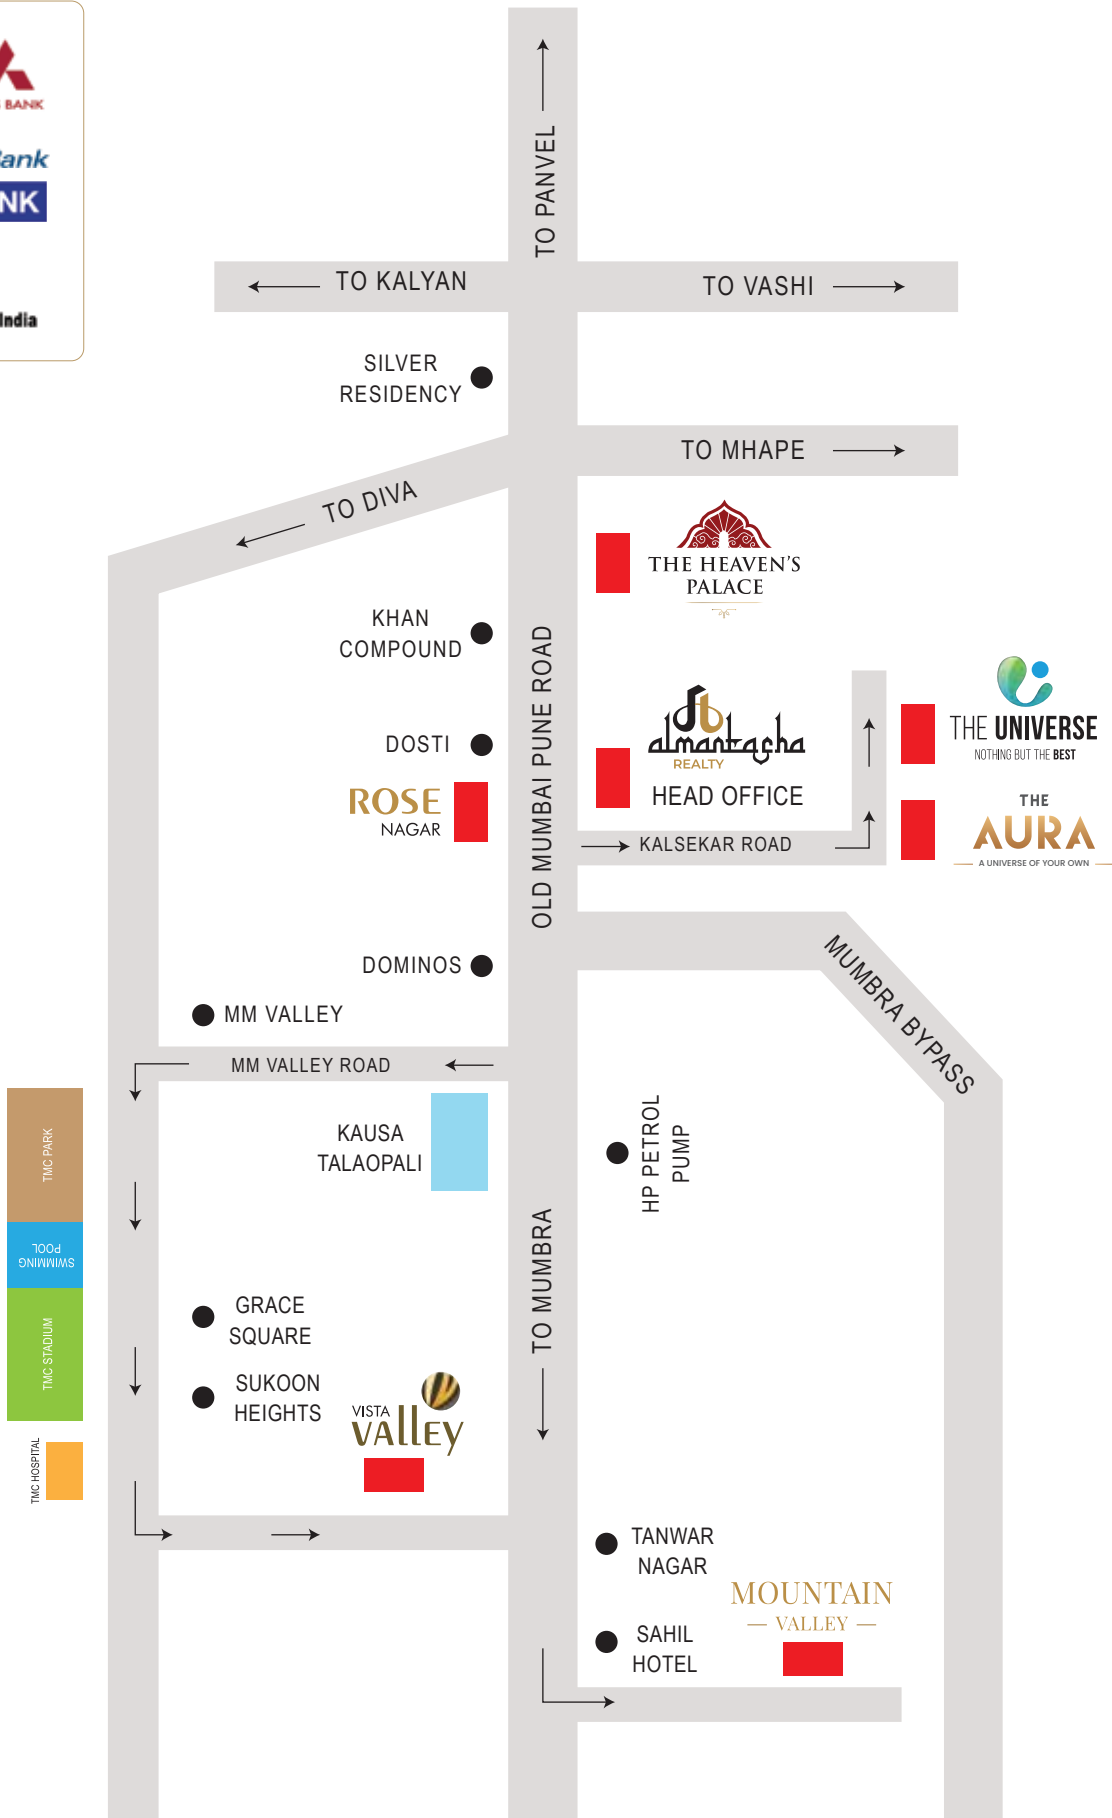 BANK
Bank
NK
India
TO PANVEL
TO KALYAN
TO VASHI
SILVER
RESIDENCY
TO MHAPE
TO DIVA
THE HEAVEN'S
PALACE
KHAN
COMPOUND
OLD MUMBAI PUNE ROAD
almantasha
REALTY
HEAD OFFICE
THE UNIVERSE
NOTHING BUT THE BEST
DOSTI
ROSE
NAGAR
THE
AURA
A UNIVERSE OF YOUR OWN
KALSEKAR ROAD
DOMINOS
MUMBRA BYPASS
MM VALLEY
MM VALLEY ROAD
TMC PARK
KAUSA
TALAOPALI
HP PETROL
PUMP
SWIMMING
POOL
TO MUMBRA
GRACE
SQUARE
TMC STADIUM
SUKOON
HEIGHTS
VISTA
VALLEY
TMC HOSPITAL
TANWAR
NAGAR
MOUNTAIN
VALLEY
SAHIL
HOTEL